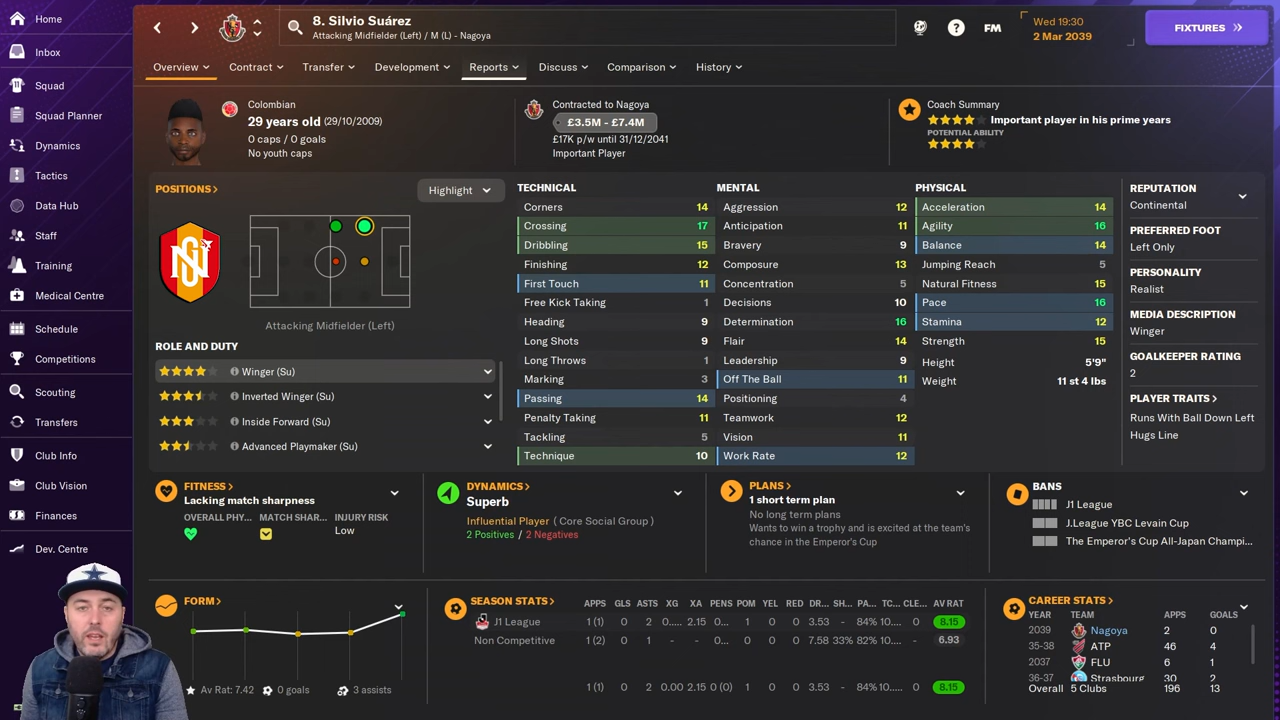 Home
Inbox
Squad
Squad Planner
Dynamics
Tactics
Data Hub
Staff
Training
Medical Centre
Schedule
Competitions
Scouting
Transfers
Club Info
Club Vision
Finances
Dev. Centre
8. Silvio Suárez
Attacking Midfielder (Left) / M (L) - Nagoya
?
FM
Wed 19:30
2 Mar 2039
FIXTURES
Overview
Contract
Transfer
Development
Reports
Discuss
Comparison
History
Colombian
29 years old (29/10/2009)
0 caps / 0 goals
No youth caps
Contracted to Nagoya
£3.5M - £7.4M
£17K p/w until 31/12/2041
Important Player
Coach Summary
Important player in his prime years
POTENTIAL ABILITY
POSITIONS
Highlight
Attacking Midfielder (Left)
ROLE AND DUTY
Winger (Su)
Inverted Winger (Su)
Inside Forward (Su)
Advanced Playmaker (Su)
TECHNICAL
Corners 14
Crossing 17
Dribbling 15
Finishing 12
First Touch 11
Free Kick Taking 1
Heading 9
Long Shots 9
Long Throws 1
Marking 3
Passing 14
Penalty Taking 11
Tackling 5
Technique 10
MENTAL
Aggression 12
Anticipation 11
Bravery 9
Composure 13
Concentration 5
Decisions 10
Determination 16
Flair 14
Leadership 9
Off The Ball 11
Positioning 4
Teamwork 12
Vision 11
Work Rate 12
PHYSICAL
Acceleration 14
Agility 16
Balance 14
Jumping Reach 5
Natural Fitness 15
Pace 16
Stamina 12
Strength 15
Height 5'9"
Weight 11 st 4 lbs
REPUTATION
Continental
PREFERRED FOOT
Left Only
PERSONALITY
Realist
MEDIA DESCRIPTION
Winger
GOALKEEPER RATING
2
PLAYER TRAITS
Runs With Ball Down Left
Hugs Line
FITNESS
Lacking match sharpness
OVERALL PHY... MATCH SHAR... INJURY RISK
Low
DYNAMICS
Superb
Influential Player ( Core Social Group )
2 Positives / 2 Negatives
PLANS
1 short term plan
No long term plans
Wants to win a trophy and is excited at the team's
chance in the Emperor's Cup
BANS
J1 League
J.League YBC Levain Cup
The Emperor's Cup All-Japan Champi...
FORM
Av Rat: 7.42 0 goals 3 assists
SEASON STATS APPS GLS ASTS XG XA PENS POM YEL RED DR... SH... PA... TC... CLE... AV RAT
J1 League 1 (1) 0 2 0.... 2.15 0... 1 0 0 3.53 - 84% 10.... 0 8.15
Non Competitive 1 (2) 0 1 - - 0... 0 0 0 7.58 33% 82% 10.... - 6.93
1 (1) 0 2 0.00 2.15 0 (0) 1 0 0 3.53 - 84% 10.... 0 8.15
CAREER STATS
YEAR TEAM APPS GOALS
2039 Nagoya 2 0
35-38 ATP 46 4
2037 FLU 6 1
36-37 Strasbourg 30 2
Overall 5 Clubs 196 13